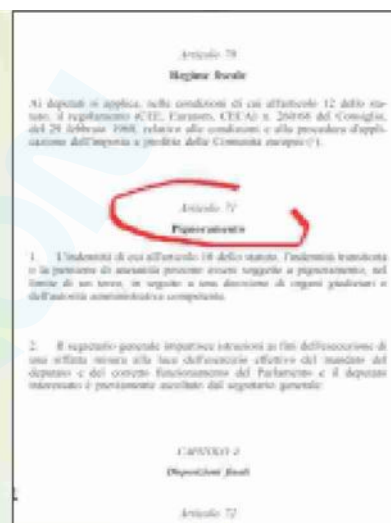 Articolo 70
Regime fiscale
Ai deputati si applica, nelle condizioni di cui all'articolo 12 dello sta-
tuto, il regolamento (CEE, Euratom, CECA) n. 260/68 del Consiglio,
del 29 febbraio 1968, relativo alle condizioni e alla procedura d'appli-
cazione dell'imposta a profitto delle Comunità europee (¹).
Articolo 71
Pignoramento
1. L'indennità di cui all'articolo 10 dello statuto, l'indennità transitoria
e la pensione di anzianità possono essere soggette a pignoramento, nel
limite di un terzo, in seguito a una decisione di organi giudiziari o
dell'autorità amministrativa competente.
2. Il segretario generale impartisce istruzioni ai fini dell'esecuzione di
una siffatta misura alla luce dell'esercizio effettivo del mandato del
deputato e del corretto funzionamento del Parlamento e il deputato
interessato è previamente ascoltato dal segretario generale.
CAPITOLO 2
Disposizioni finali
Articolo 72